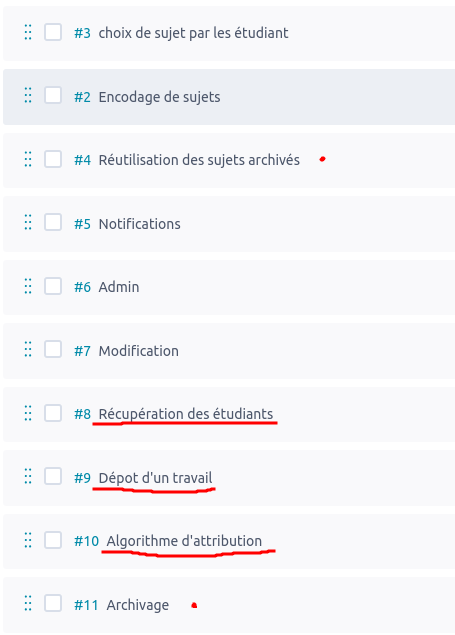 #3 choix de sujet par les étudiant
#2 Encodage de sujets
#4 Réutilisation des sujets archivés
#5 Notifications
#6 Admin
#7 Modification
#8 Récupération des étudiants
#9 Dépot d'un travail
#10 Algorithme d'attribution
#11 Archivage